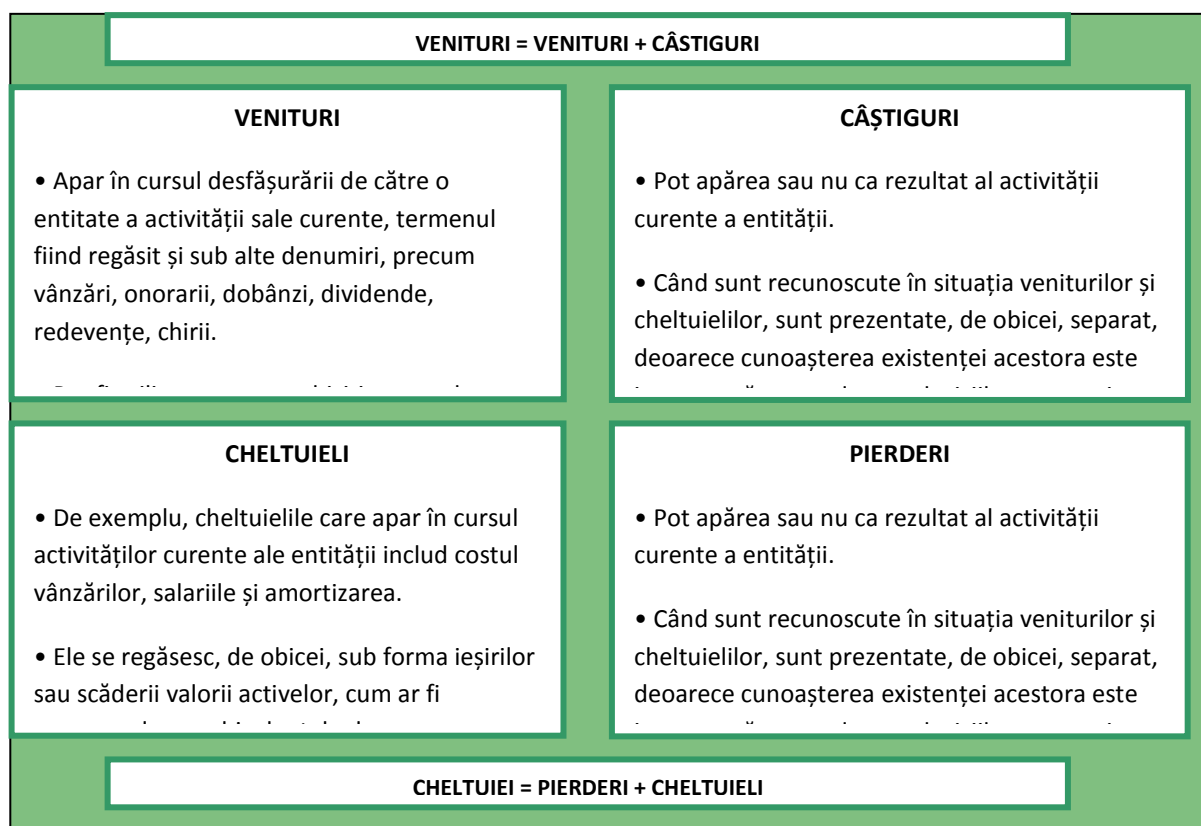 VENITURI = VENITURI + CÂSTIGURI
VENITURI
• Apar în cursul desfășurării de către o
entitate a activității sale curente, termenul
fiind regăsit și sub alte denumiri, precum
vânzări, onorarii, dobânzi, dividende,
redevențe, chirii.
CÂȘTIGURI
• Pot apărea sau nu ca rezultat al activității
curente a entității.
• Când sunt recunoscute în situația veniturilor și
cheltuielilor, sunt prezentate, de obicei, separat,
deoarece cunoașterea existenței acestora este
CHELTUIELI
• De exemplu, cheltuielile care apar în cursul
activităților curente ale entității includ costul
vânzărilor, salariile și amortizarea.
• Ele se regăsesc, de obicei, sub forma ieșirilor
sau scăderii valorii activelor, cum ar fi
PIERDERI
• Pot apărea sau nu ca rezultat al activității
curente a entității.
• Când sunt recunoscute în situația veniturilor și
cheltuielilor, sunt prezentate, de obicei, separat,
deoarece cunoașterea existenței acestora este
CHELTUIEI = PIERDERI + CHELTUIELI